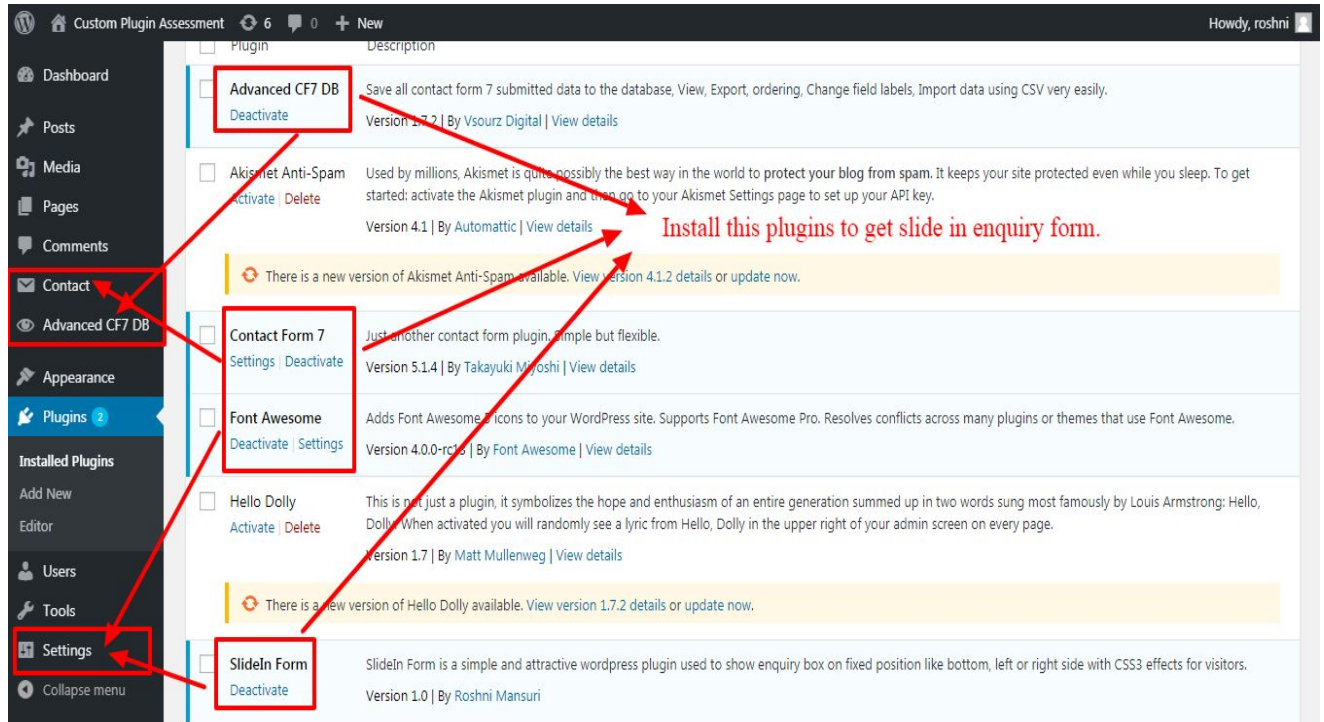 Custom Plugin Assessment 6 0 + New Howdy, roshni
Dashboard
Posts
Media
Pages
Comments
Contact
Advanced CF7 DB
Appearance
Plugins 2
Installed Plugins
Add New
Editor
Users
Tools
Settings
Collapse menu
Plugin Description
Advanced CF7 DB
Deactivate
Save all contact form 7 submitted data to the database, View, Export, ordering, Change field labels, Import data using CSV very easily.
Version 1.7.2 | By Vsourz Digital | View details
Akismet Anti-Spam
Activate | Delete
Used by millions, Akismet is quite possibly the best way in the world to protect your blog from spam. It keeps your site protected even while you sleep. To get
started: activate the Akismet plugin and then go to your Akismet Settings page to set up your API key.
Version 4.1 | By Automattic | View details
Install this plugins to get slide in enquiry form.
There is a new version of Akismet Anti-Spam available. View version 4.1.2 details or update now.
Contact Form 7
Settings | Deactivate
Just another contact form plugin. Simple but flexible.
Version 5.1.4 | By Takayuki Miyoshi | View details
Font Awesome
Deactivate | Settings
Adds Font Awesome 5 icons to your WordPress site. Supports Font Awesome Pro. Resolves conflicts across many plugins or themes that use Font Awesome.
Version 4.0.0-rc13 | By Font Awesome | View details
Hello Dolly
Activate | Delete
This is not just a plugin, it symbolizes the hope and enthusiasm of an entire generation summed up in two words sung most famously by Louis Armstrong: Hello,
Dolly. When activated you will randomly see a lyric from Hello, Dolly in the upper right of your admin screen on every page.
Version 1.7 | By Matt Mullenweg | View details
There is a new version of Hello Dolly available. View version 1.7.2 details or update now.
SlideIn Form
Deactivate
SlideIn Form is a simple and attractive wordpress plugin used to show enquiry box on fixed position like bottom, left or right side with CSS3 effects for visitors.
Version 1.0 | By Roshni Mansuri